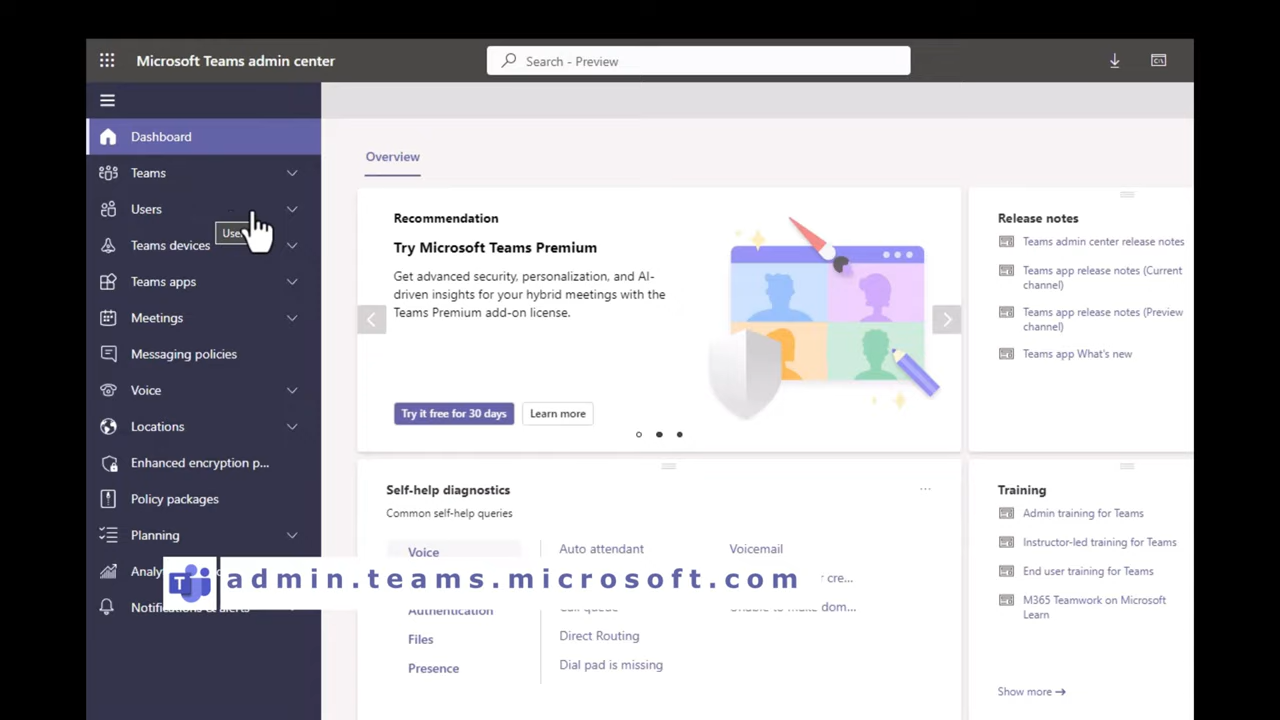 Microsoft Teams admin center
Search - Preview
Dashboard
Teams
Users
Use
Teams devices
Teams apps
Meetings
Messaging policies
Voice
Locations
Enhanced encryption p...
Policy packages
Planning
Overview
Recommendation
Try Microsoft Teams Premium
Get advanced security, personalization, and AI-
driven insights for your hybrid meetings with the
Teams Premium add-on license.
Try it free for 30 days
Learn more
Release notes
Teams admin center release notes
Teams app release notes (Current
channel)
Teams app release notes (Preview
channel)
Teams app What's new
Self-help diagnostics
...
Common self-help queries
Voice
Authentication
Files
Presence
Auto attendant
Direct Routing
Dial pad is missing
Voicemail
Training
Admin training for Teams
Instructor-led training for Teams
End user training for Teams
M365 Teamwork on Microsoft
Learn
Show more
T
admin.teams.microsoft.com